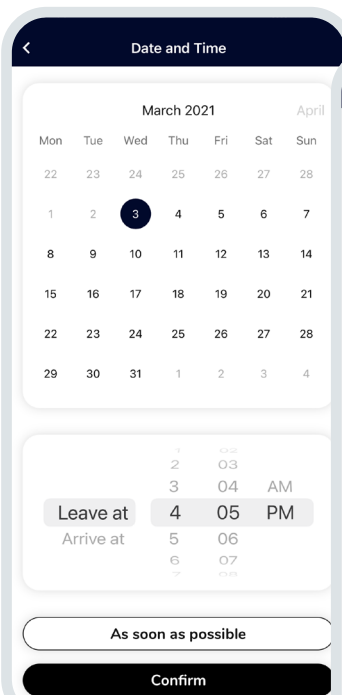 Date and Time
March 2021 April
Mon Tue Wed Thu Fri Sat Sun
22 23 24 25 26 27 28
1 2 3 4 5 6 7
8 9 10 11 12 13 14
15 16 17 18 19 20 21
22 23 24 25 26 27 28
29 30 31 1 2 3 4
2 03
3 04 AM
Leave at 4 05 PM
Arrive at 5 06
6 07
As soon as possible
Confirm